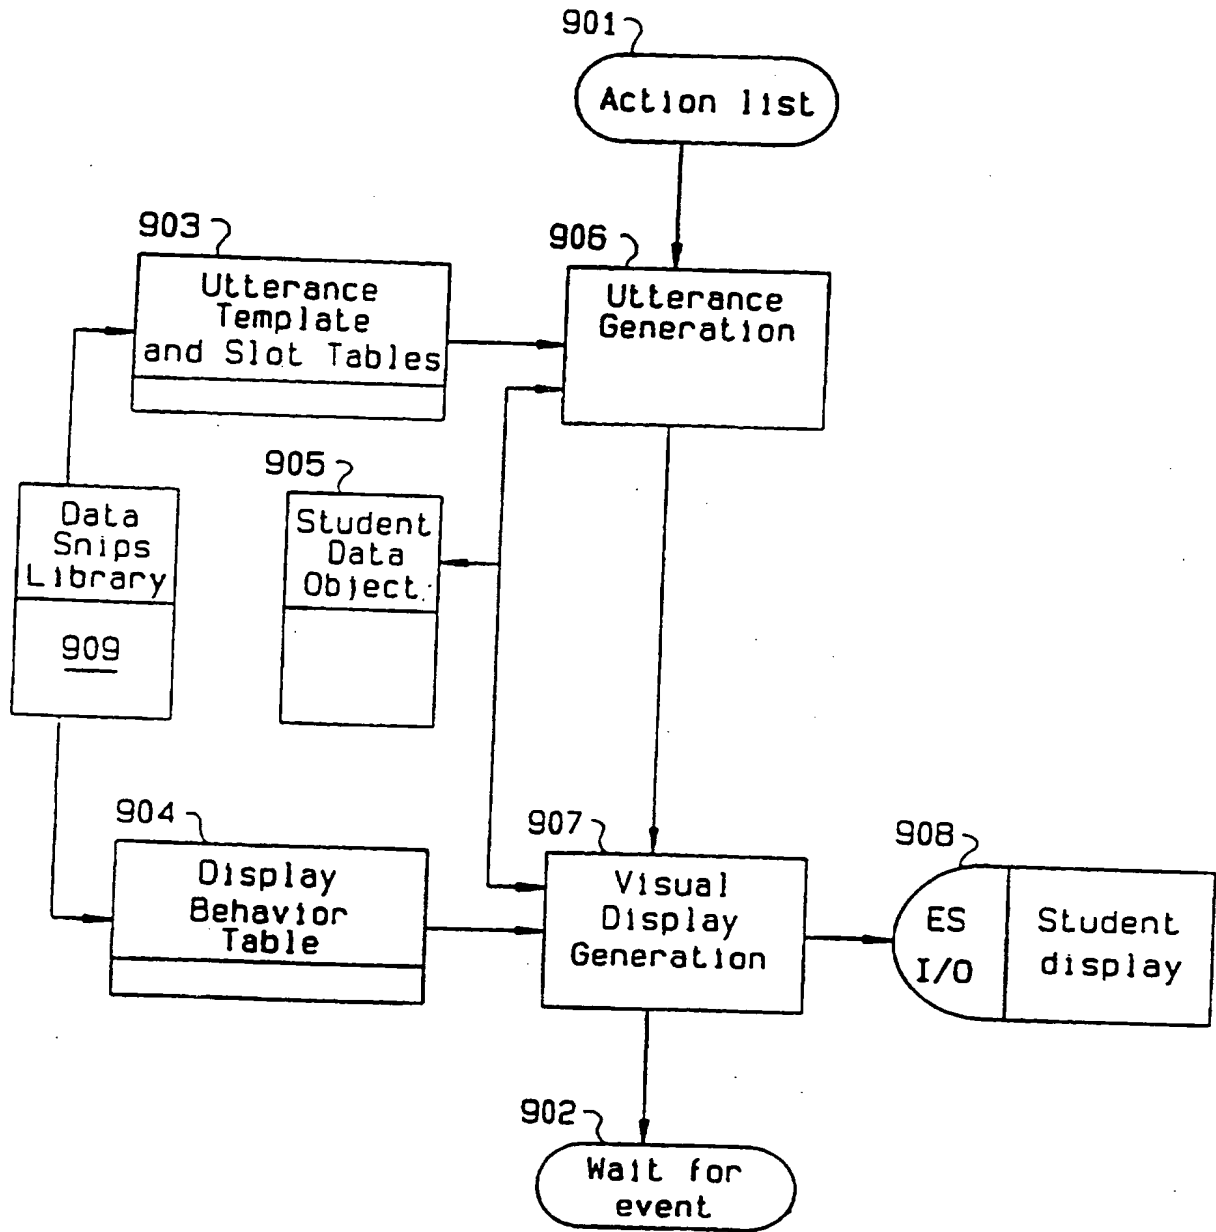 901
Action list
903
Utterance
Template
and Slot Tables
906
Utterance
Generation
905
Student
Data
Object
Data
Snips
Library
909
904
Display
Behavior
Table
907
Visual
Display
Generation
908
ES
I/O
Student
display
902
Wait for
event